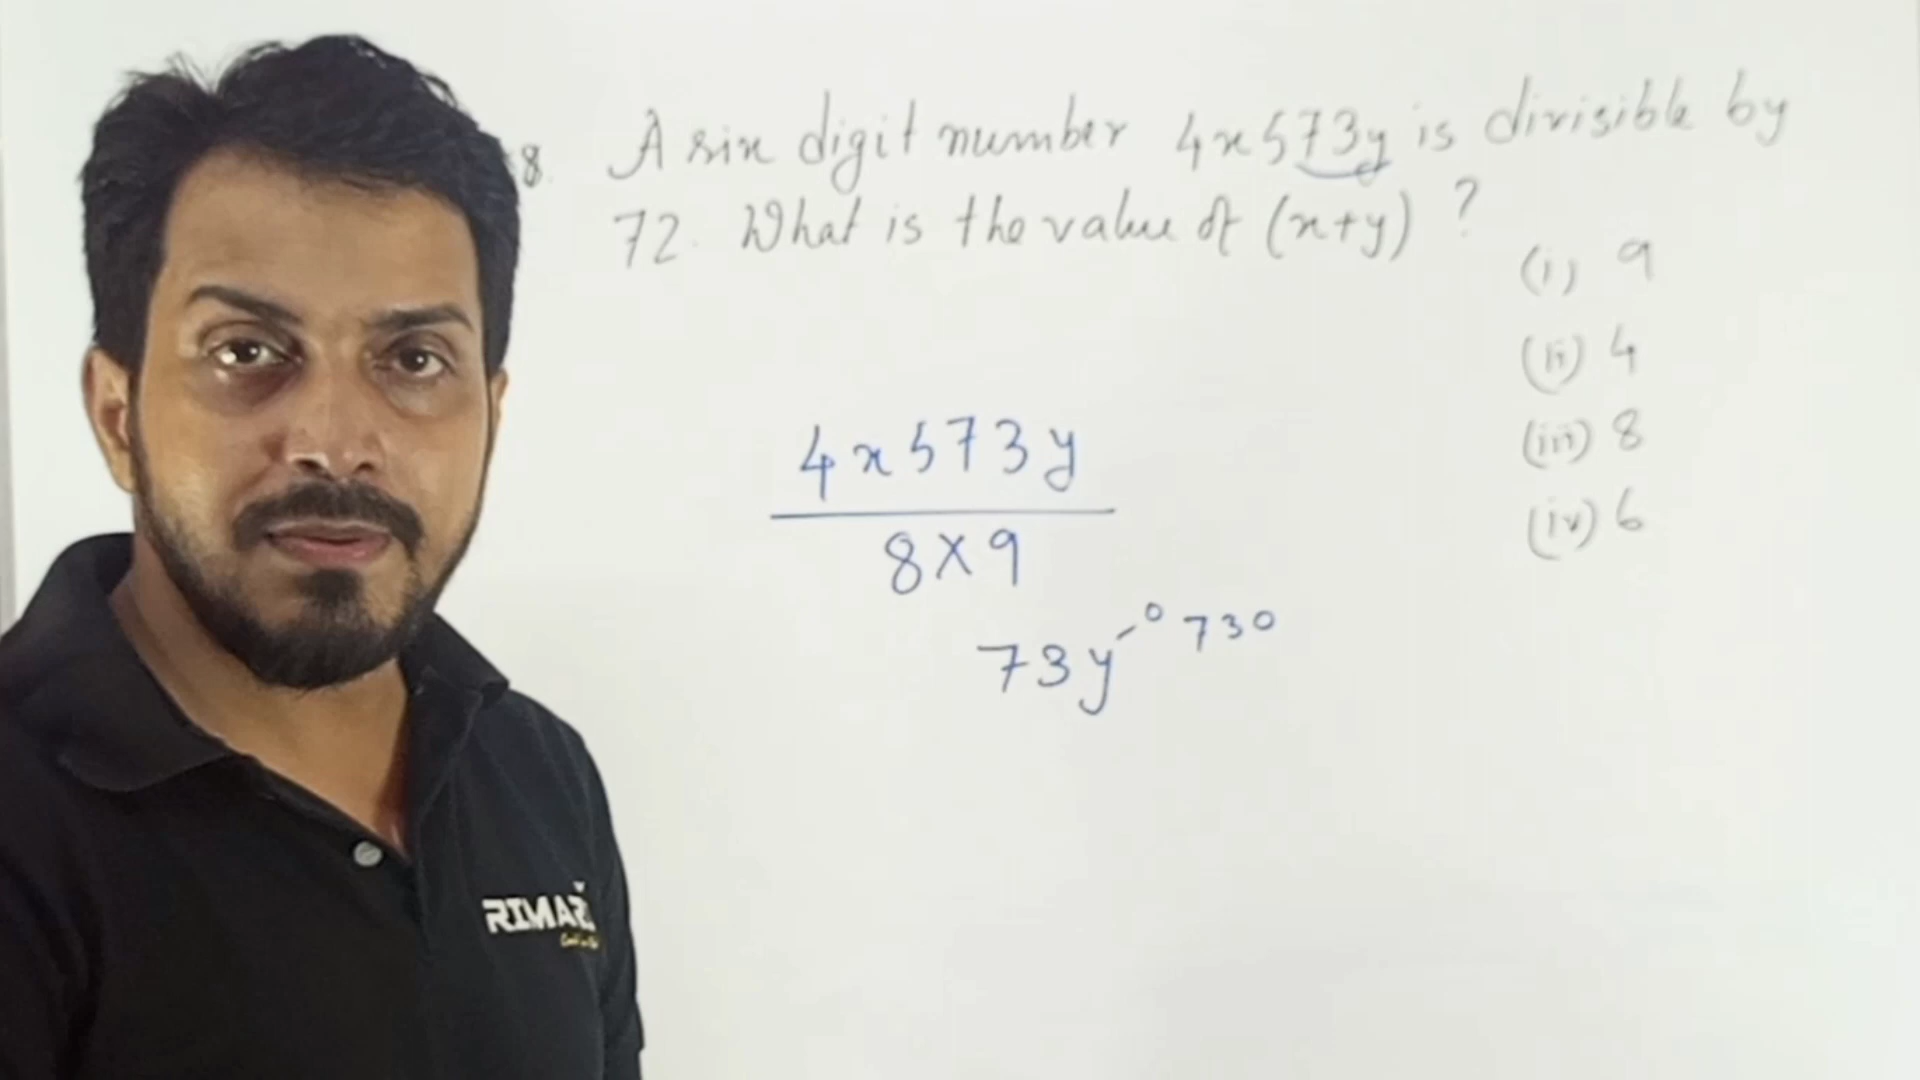 8. A six digit number 4x573y is divisible by
72. What is the value of (x+y) ?
(i) 9
(ii) 4
(iii) 8
(iv) 6
4x573y
8×9
73y 0 730